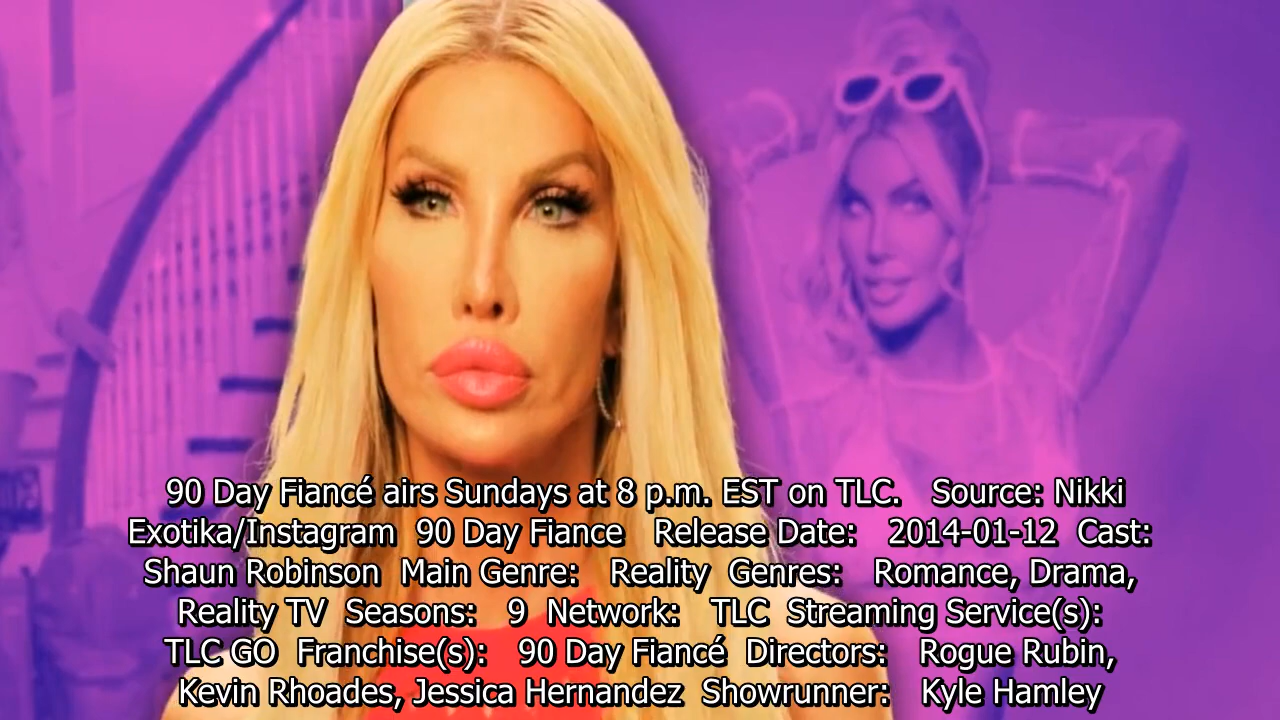 90 Day Fiancé airs Sundays at 8 p.m. EST on TLC.   Source: Nikki
Exotika/Instagram  90 Day Fiance   Release Date:   2014-01-12  Cast:
Shaun Robinson  Main Genre:   Reality  Genres:   Romance, Drama,
Reality TV  Seasons:   9  Network:   TLC  Streaming Service(s):
TLC GO  Franchise(s):   90 Day Fiancé  Directors:   Rogue Rubin,
Kevin Rhoades, Jessica Hernandez  Showrunner:   Kyle Hamley